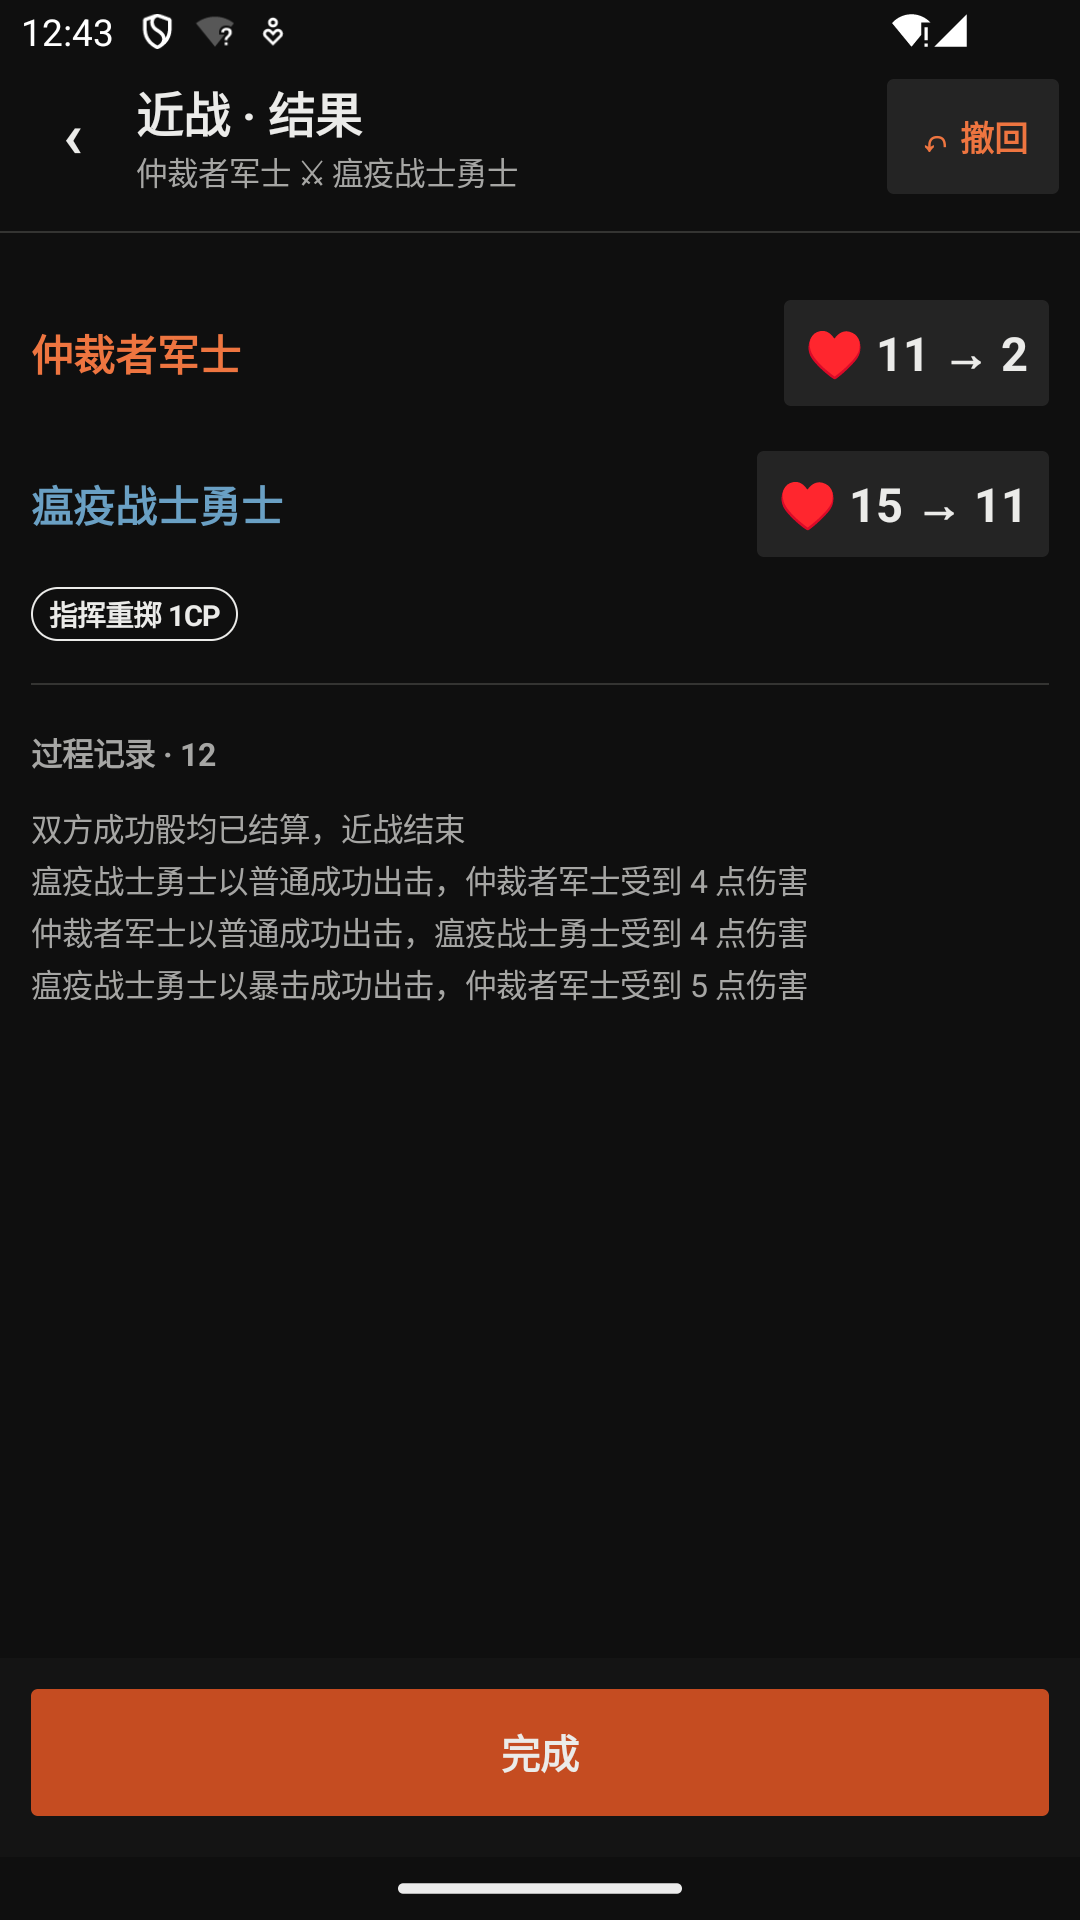 12:43
近战 · 结果
仲裁者军士 ⚔ 瘟疫战士勇士
撤回
仲裁者军士
11 → 2
瘟疫战士勇士
15 → 11
指挥重掷 1CP
过程记录 · 12
双方成功骰均已结算，近战结束
瘟疫战士勇士以普通成功出击，仲裁者军士受到 4 点伤害
仲裁者军士以普通成功出击，瘟疫战士勇士受到 4 点伤害
瘟疫战士勇士以暴击成功出击，仲裁者军士受到 5 点伤害
完成